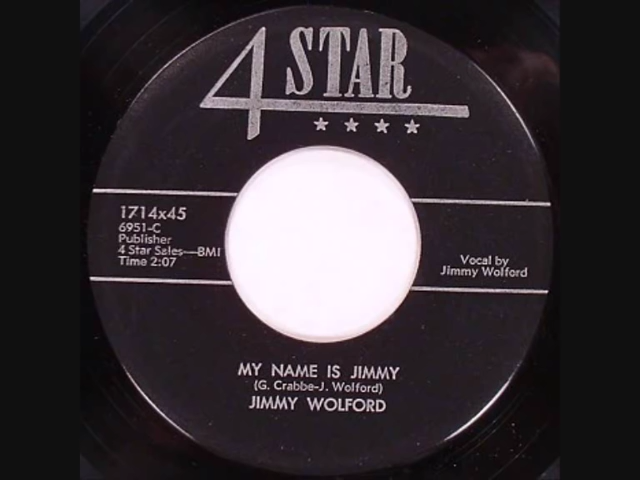 4 STAR
★ ★ ★ ★
1714x45
6951-C
Publisher
4 Star Sales—BMI
Time 2:07
Vocal by
Jimmy Wolford
MY NAME IS JIMMY
(G. Crabbe-J. Wolford)
JIMMY WOLFORD